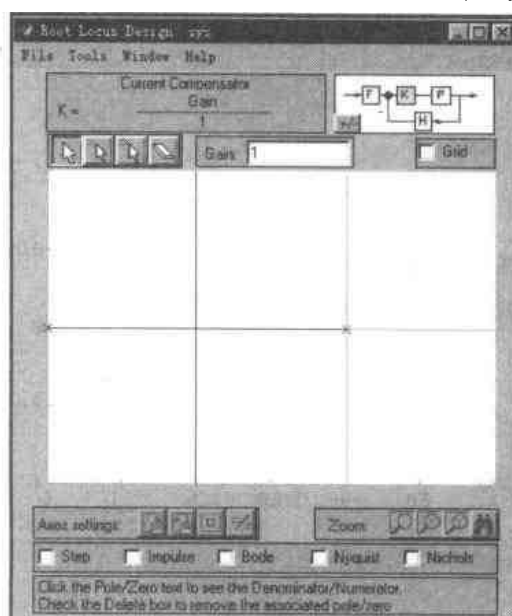 Root Locus Design
File Tools Window Help
Current Compensator
Gain
K =
1
F K P
H
Gain: 1
Grid
Axes settings:
Zoom:
Step Impulse Bode Nyquist Nichols
Click the Pole/Zero text to see the Denominator/Numerator.
Check the Delete box to remove the associated pole/zero